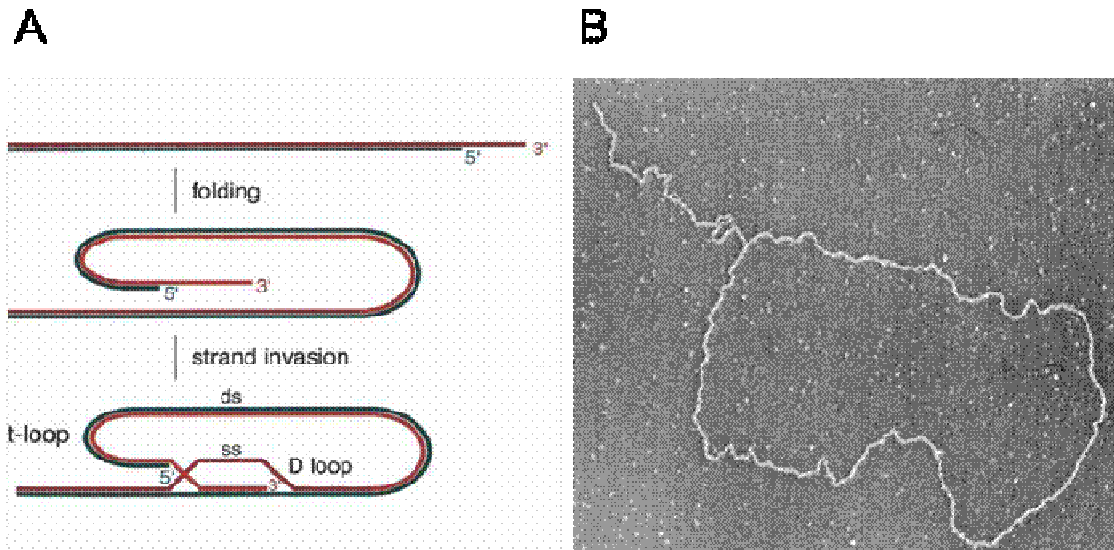 A
B
5' 3'
folding
5' 3'
strand invasion
ds
t-loop
ss
D loop
5'
3'